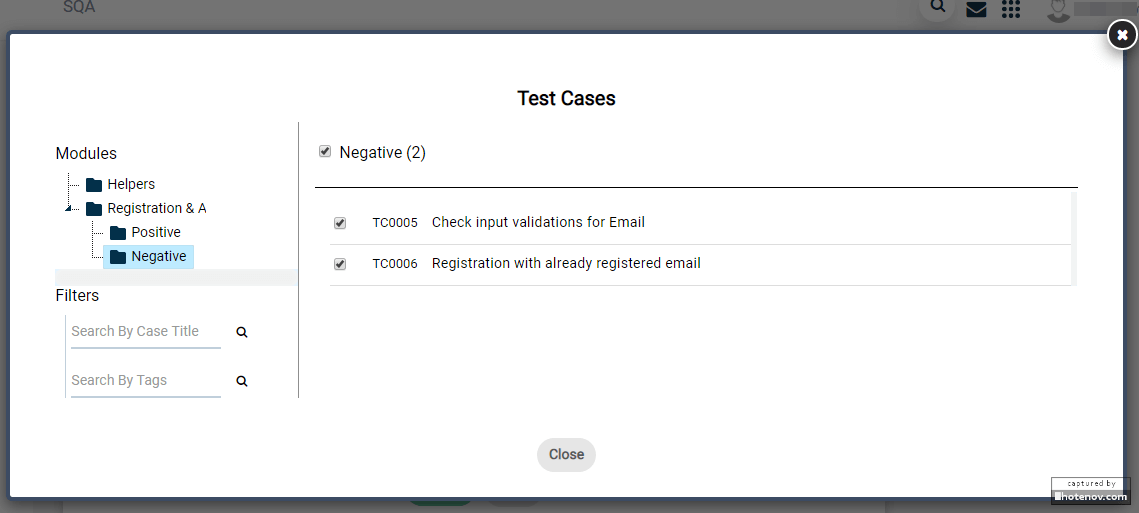 SQA
Test Cases
Modules
Helpers
Registration & A
Positive
Negative
Filters
Search By Case Title
Search By Tags
Negative (2)
TC0005 Check input validations for Email
TC0006 Registration with already registered email
Close
captured by
hotenov.com